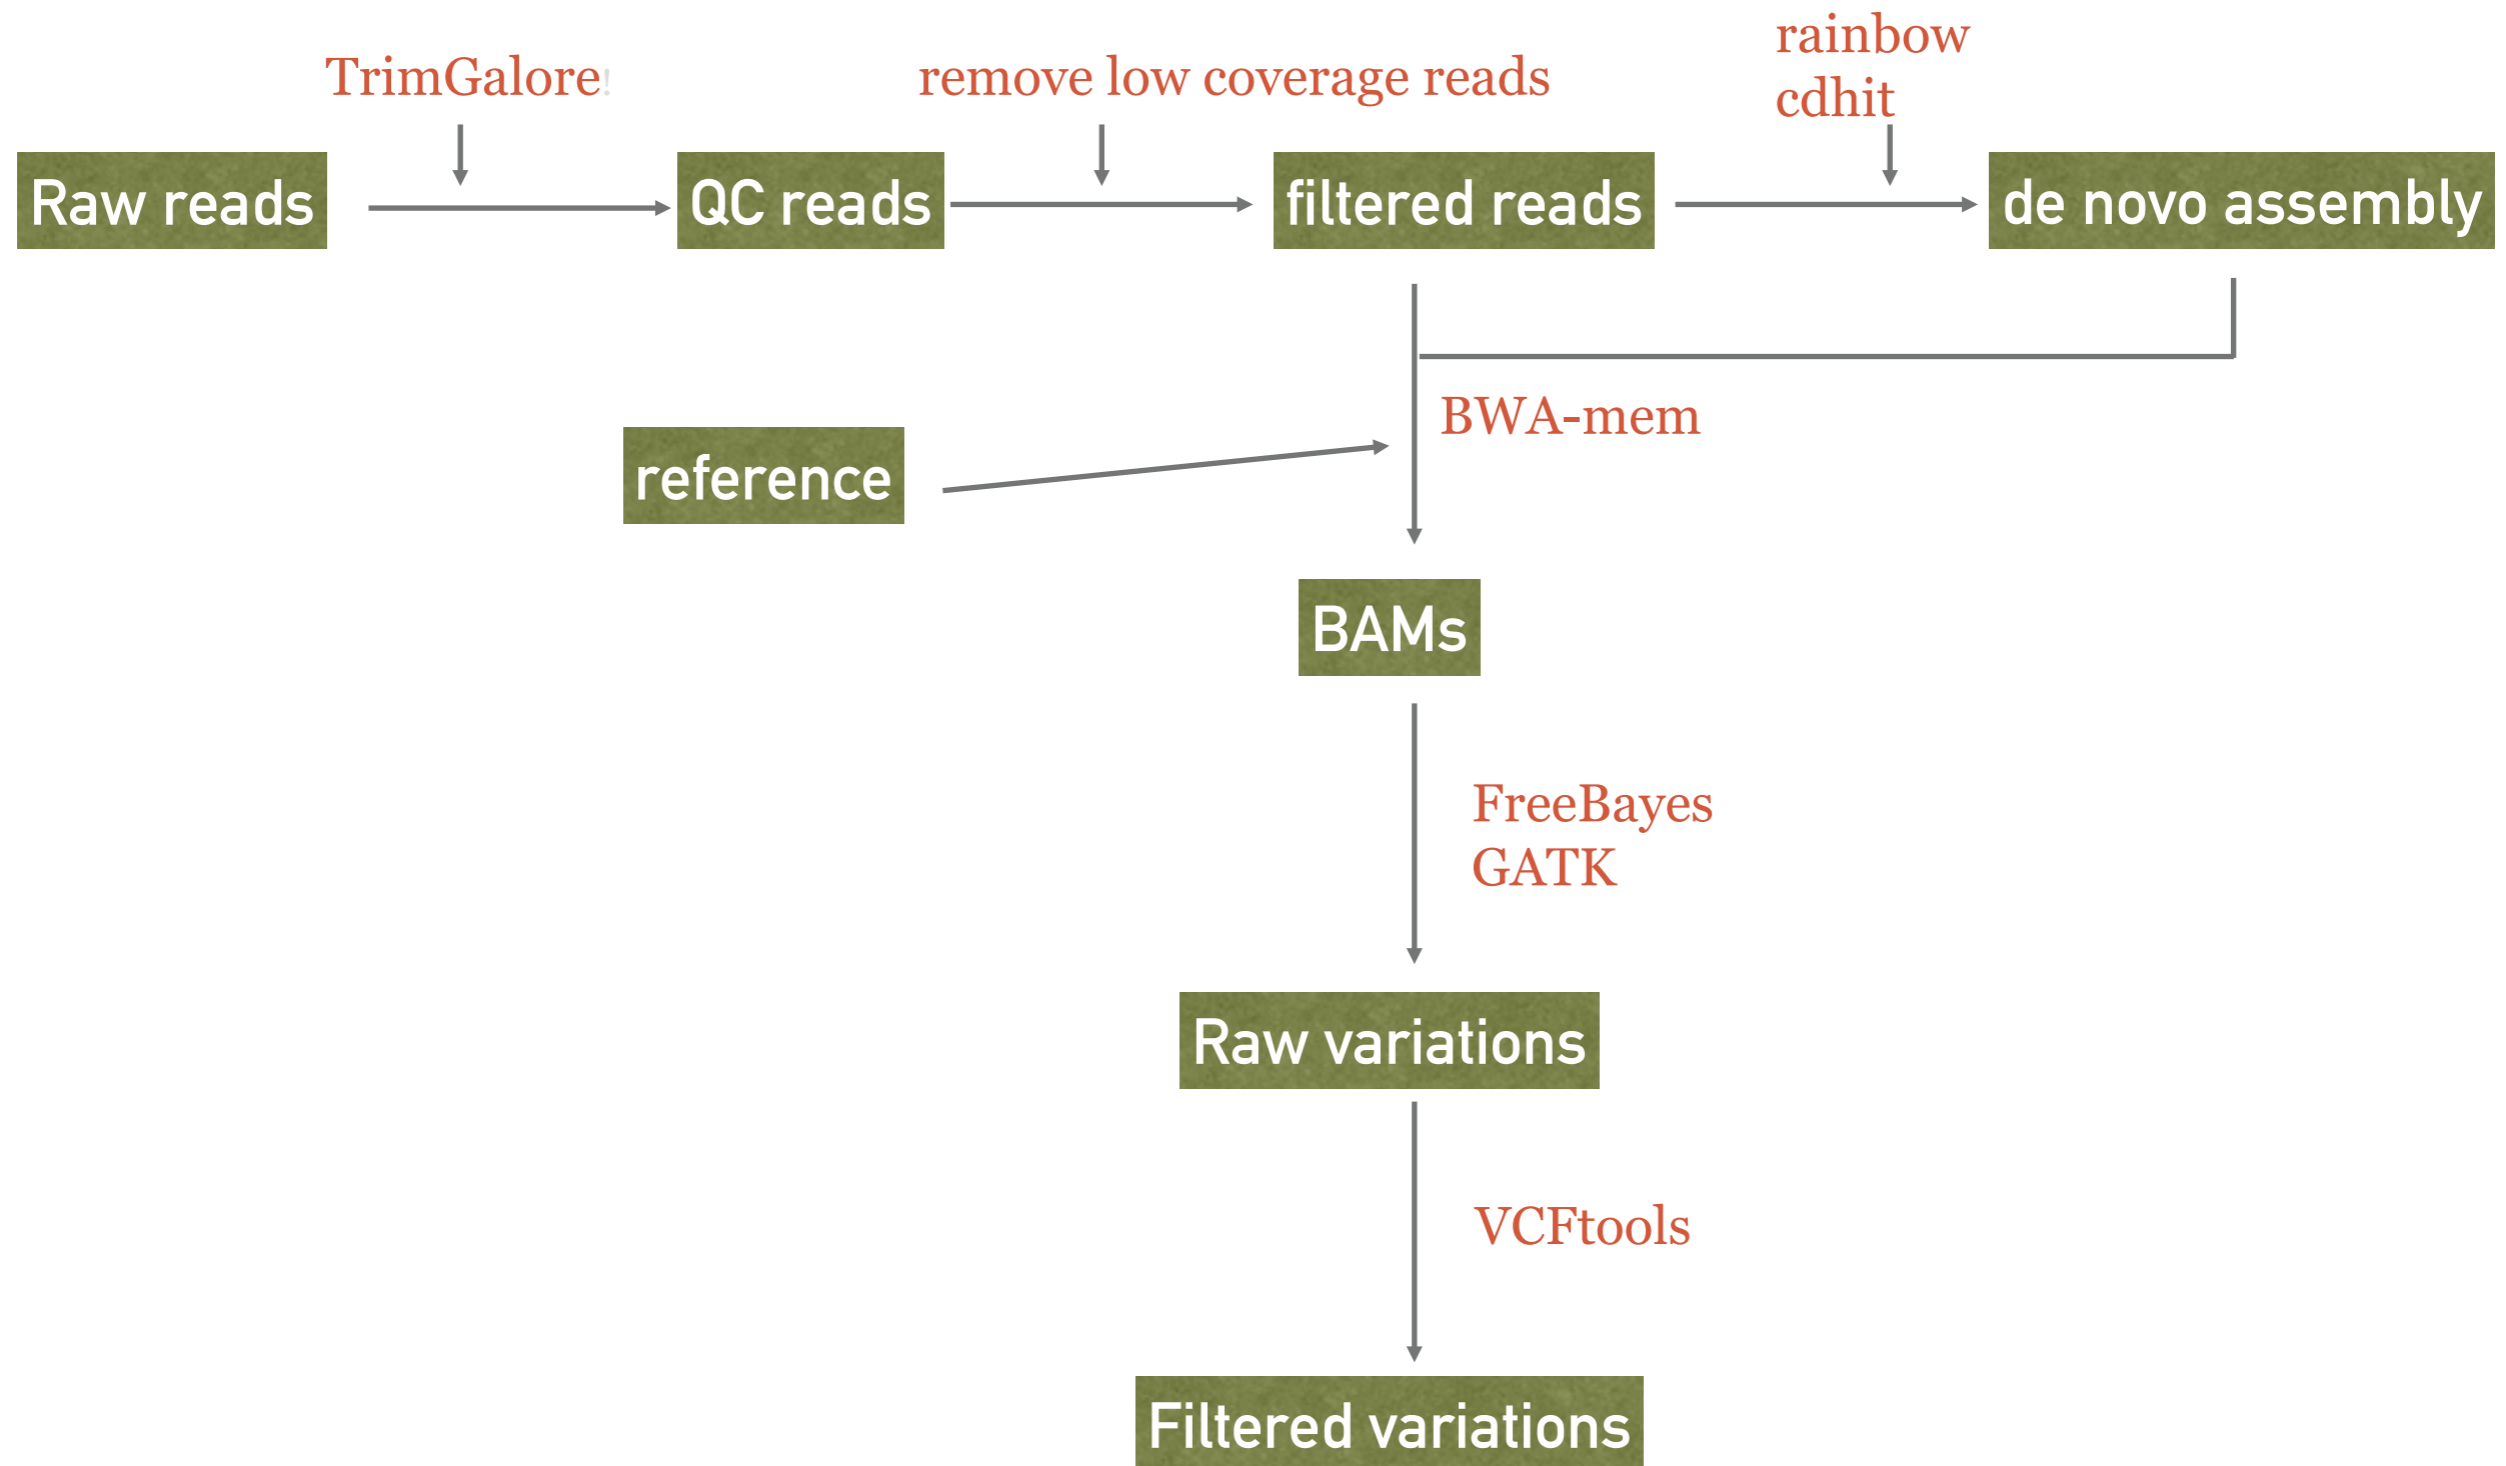 TrimGalore!
remove low coverage reads
rainbow
cdhit
Raw reads
QC reads
filtered reads
de novo assembly
BWA-mem
reference
BAMs
FreeBayes
GATK
Raw variations
VCFtools
Filtered variations